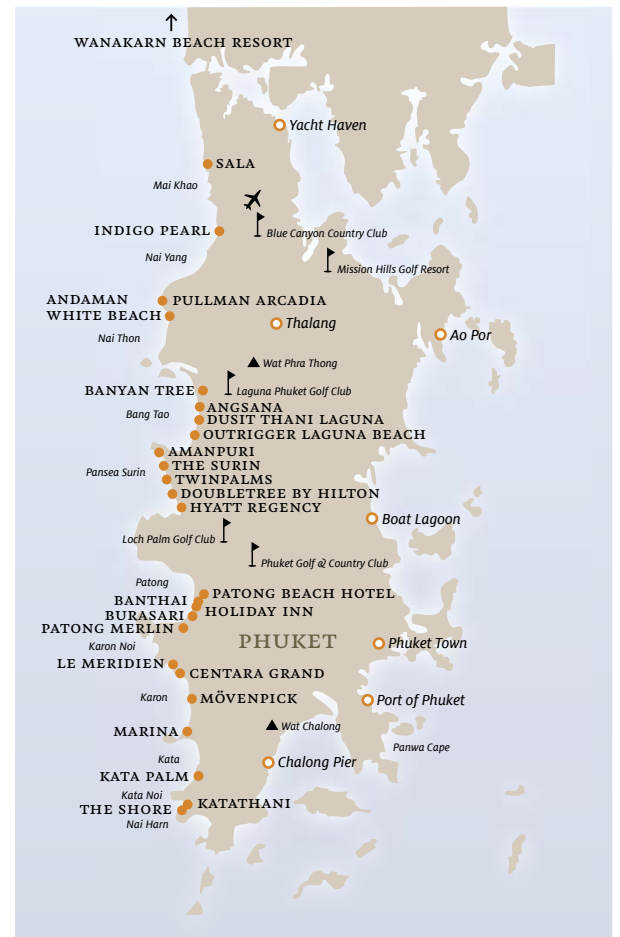 WANAKARN BEACH RESORT
Yacht Haven
SALA
Mai Khao
INDIGO PEARL
Blue Canyon Country Club
Nai Yang
Mission Hills Golf Resort
ANDAMAN
WHITE BEACH
PULLMAN ARCADIA
Thalang
Ao Por
Nai Thon
Wat Phra Thong
BANYAN TREE
Laguna Phuket Golf Club
ANGSANA
Bang Tao
DUSIT THANI LAGUNA
OUTRIGGER LAGUNA BEACH
AMANPURI
THE SURIN
Pansea Surin
TWINPALMS
DOUBLETREE BY HILTON
HYATT REGENCY
Boat Lagoon
Loch Palm Golf Club
Phuket Golf & Country Club
Patong
PATONG BEACH HOTEL
BANTHAI
HOLIDAY INN
BURASARI
PATONG MERLIN
PHUKET
Phuket Town
Karon Noi
LE MERIDIEN
CENTARA GRAND
Karon
MÖVENPICK
Port of Phuket
Wat Chalong
MARINA
Panwa Cape
Kata
Chalong Pier
KATA PALM
Kata Noi
KATATHANI
THE SHORE
Nai Harn